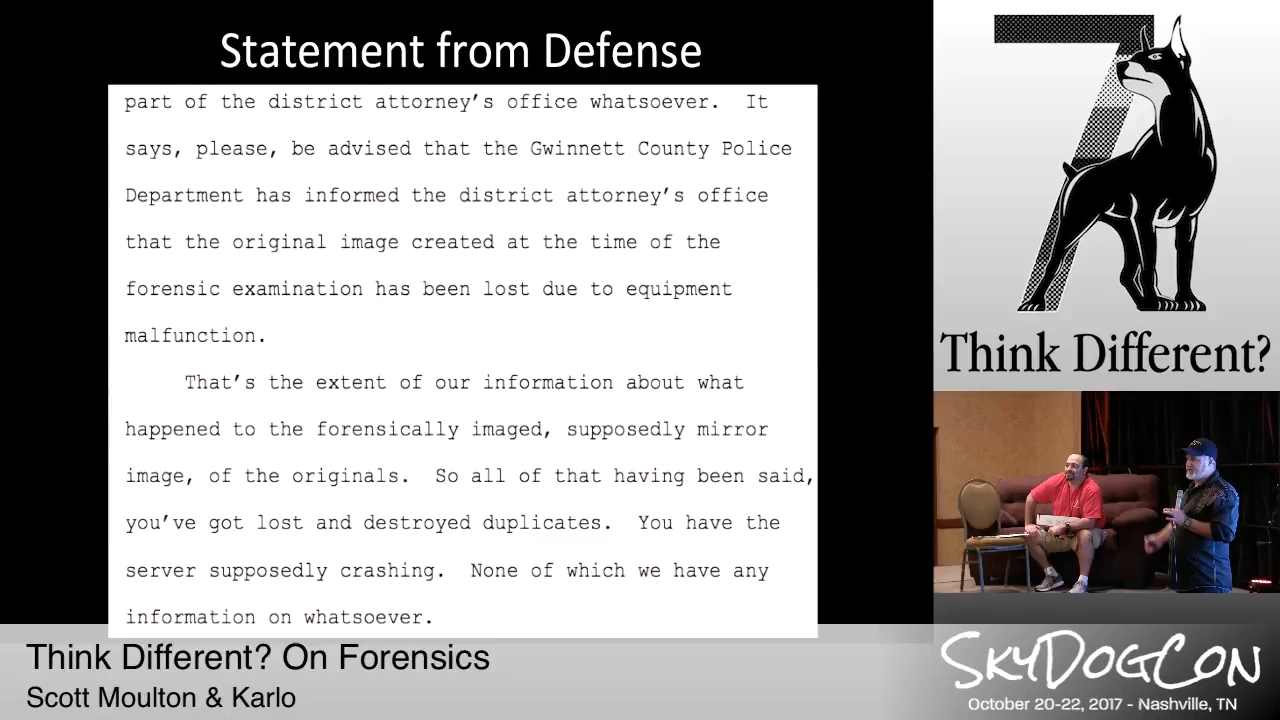 Statement from Defense
part of the district attorney's office whatsoever. It
says, please, be advised that the Gwinnett County Police
Department has informed the district attorney's office
that the original image created at the time of the
forensic examination has been lost due to equipment
malfunction.
That's the extent of our information about what
happened to the forensically imaged, supposedly mirror
image, of the originals. So all of that having been said,
you've got lost and destroyed duplicates. You have the
server supposedly crashing. None of which we have any
information on whatsoever.
7
Think Different?
Think Different? On Forensics
Scott Moulton & Karlo
SKYDOGCON
October 20-22, 2017 - Nashville, TN